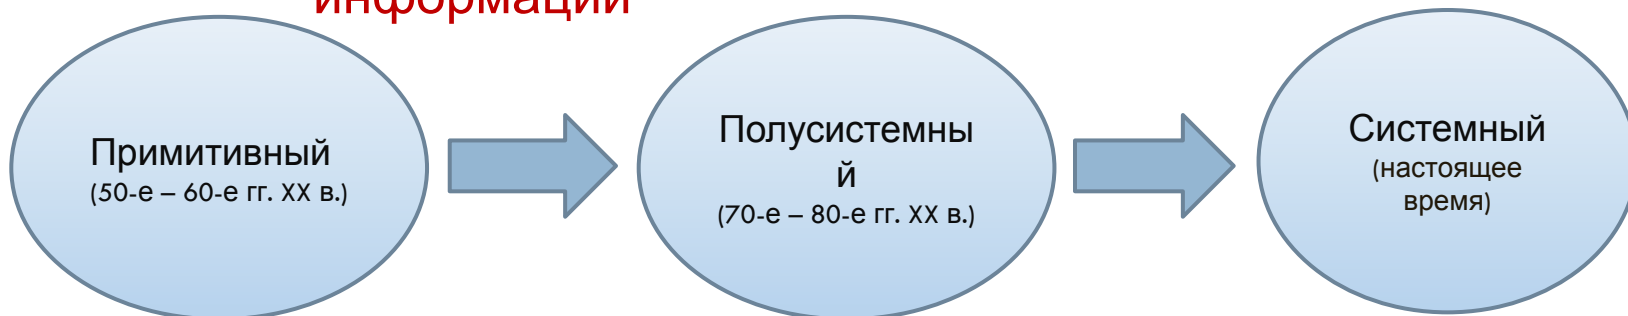 информации
Примитивный
(50-е – 60-е гг. XX в.)
Полусистемны
й
(70-е – 80-е гг. XX в.)
Системный
(настоящее
время)